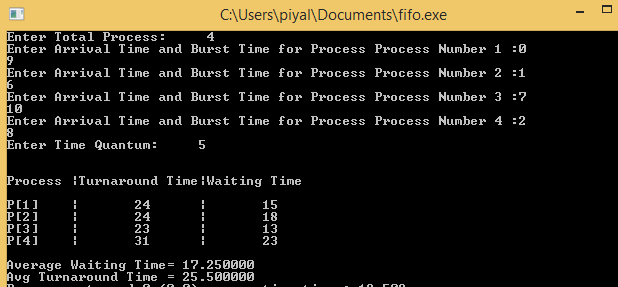 C:\Users\piyal\Documents\fifo.exe
Enter Total Process:     4
Enter Arrival Time and Burst Time for Process Process Number 1 :0
9
Enter Arrival Time and Burst Time for Process Process Number 2 :1
6
Enter Arrival Time and Burst Time for Process Process Number 3 :7
10
Enter Arrival Time and Burst Time for Process Process Number 4 :2
8
Enter Time Quantum:     5
Process |Turnaround Time|Waiting Time
P[1]    |       24      |       15
P[2]    |       24      |       18
P[3]    |       23      |       13
P[4]    |       31      |       23
Average Waiting Time= 17.250000
Avg Turnaround Time = 25.500000